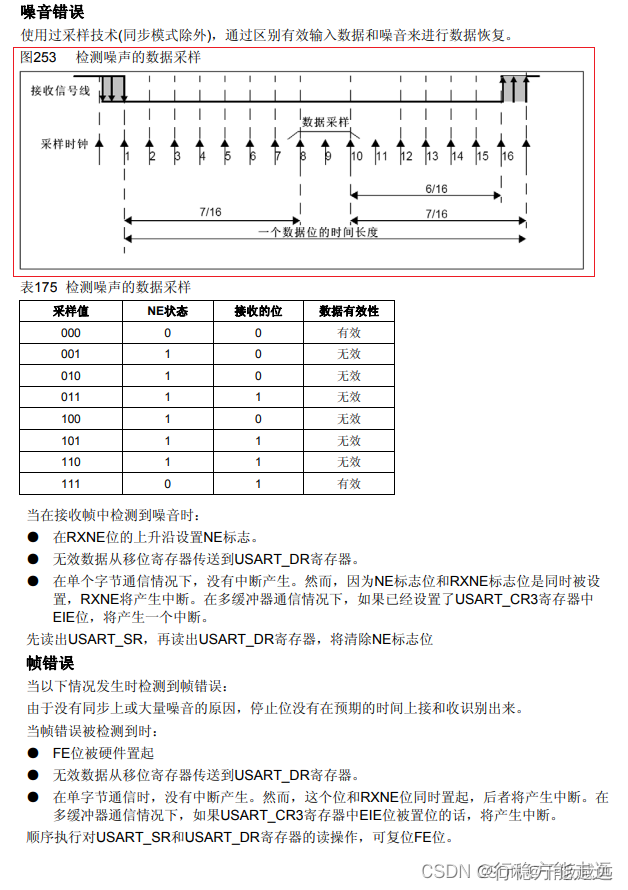 噪音错误
使用过采样技术(同步模式除外)，通过区别有效输入数据和噪音来进行数据恢复。
图253 检测噪声的数据采样
接收信号线
数据采样
采样时钟
1 2 3 4 5 6 7 8 9 10 11 12 13 14 15 16
6/16
7/16 7/16
一个数据位的时间长度
表175 检测噪声的数据采样
采样值 NE状态 接收的位 数据有效性
000 0 0 有效
001 1 0 无效
010 1 0 无效
011 1 1 无效
100 1 0 无效
101 1 1 无效
110 1 1 无效
111 0 1 有效
当在接收帧中检测到噪音时:
● 在RXNE位的上升沿设置NE标志。
● 无效数据从移位寄存器传送到USART_DR寄存器。
● 在单个字节通信情况下，没有中断产生。然而，因为NE标志位和RXNE标志位是同时被设
置，RXNE将产生中断。在多缓冲器通信情况下，如果已经设置了USART_CR3寄存器中
EIE位，将产生一个中断。
先读出USART_SR，再读出USART_DR寄存器，将清除NE标志位
帧错误
当以下情况发生时检测到帧错误:
由于没有同步上或大量噪音的原因，停止位没有在预期的时间上接和收识别出来。
当帧错误被检测到时:
● FE位被硬件置起
● 无效数据从移位寄存器传送到USART_DR寄存器。
● 在单字节通信时，没有中断产生。然而，这个位和RXNE位同时置起，后者将产生中断。在
多缓冲器通信情况下，如果USART_CR3寄存器中EIE位被置位的话，将产生中断。
顺序执行对USART_SR和USART_DR寄存器的读操作，可复位FE位。
CSDN @行稳方能走远